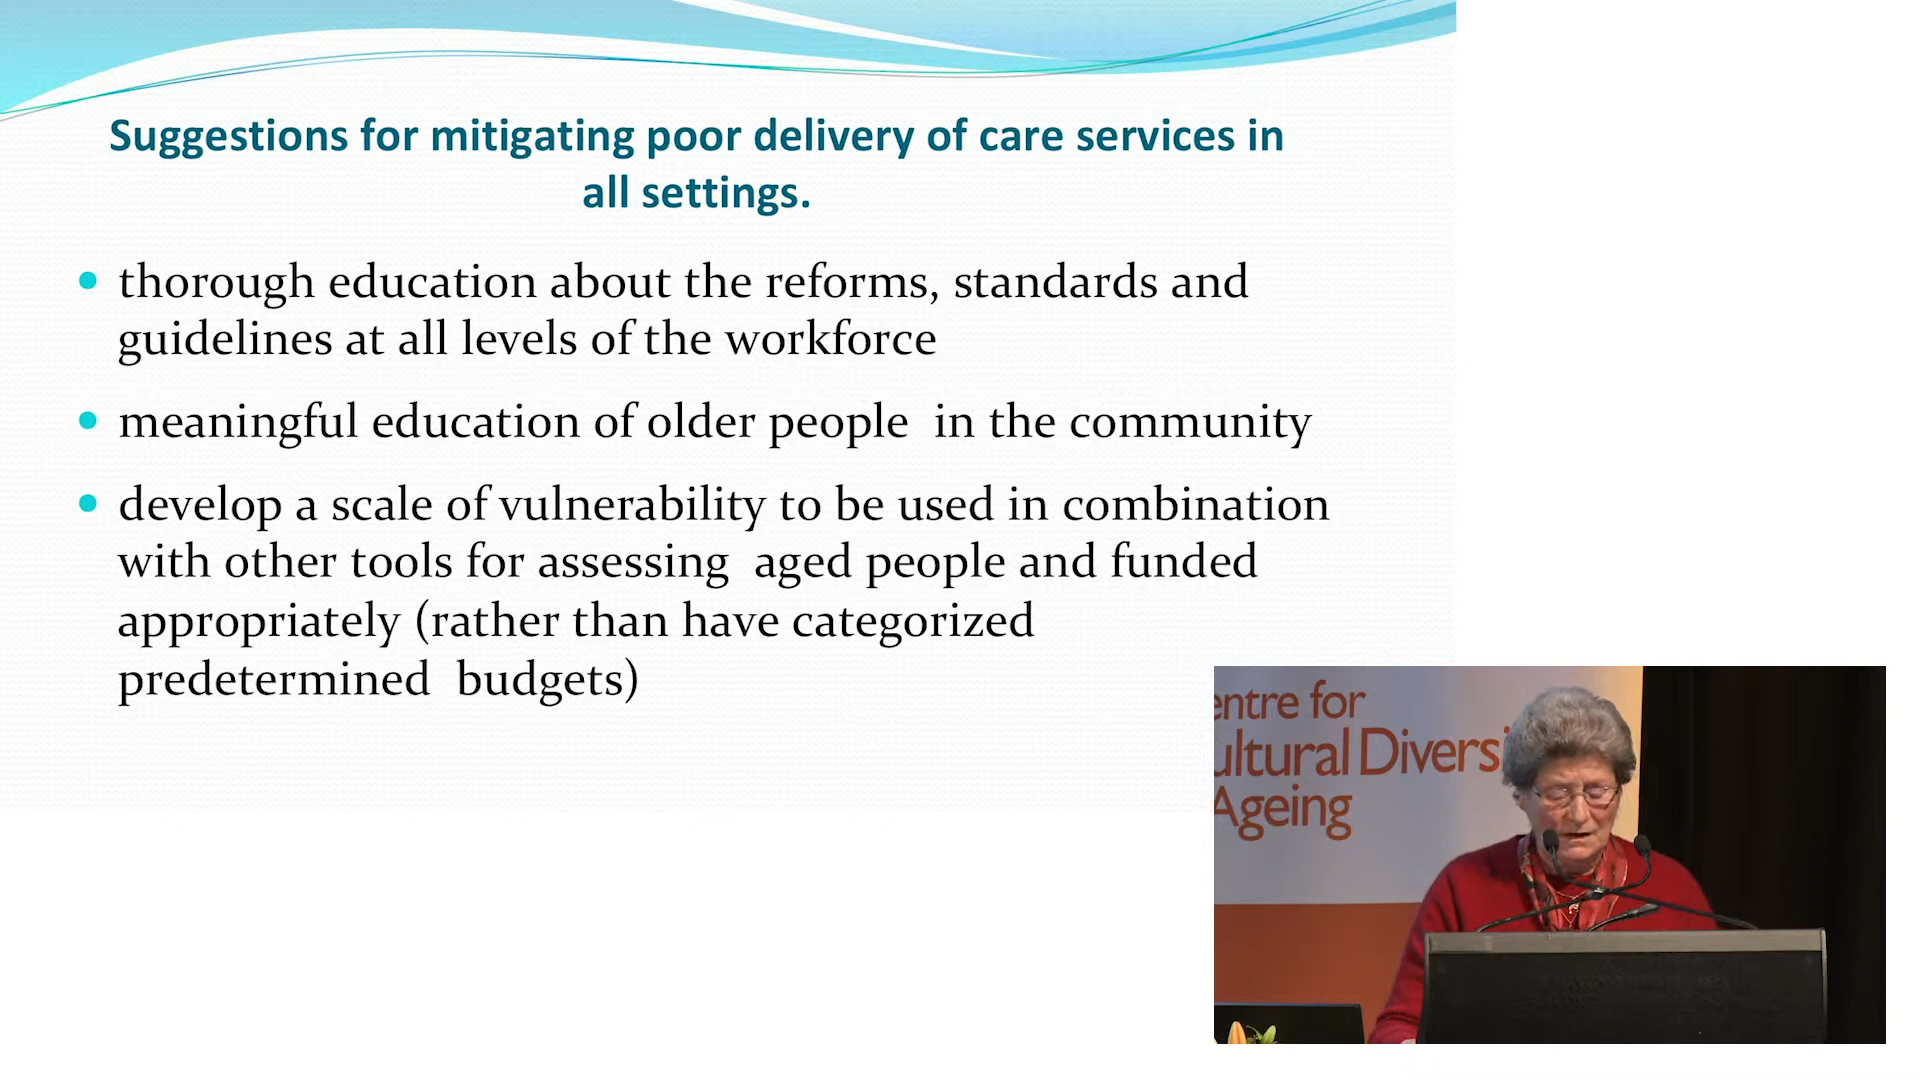 Suggestions for mitigating poor delivery of care services in
all settings.
• thorough education about the reforms, standards and
guidelines at all levels of the workforce
• meaningful education of older people  in the community
• develop a scale of vulnerability to be used in combination
with other tools for assessing  aged people and funded
appropriately (rather than have categorized
predetermined  budgets)
entre for
ultural Diversi
Ageing